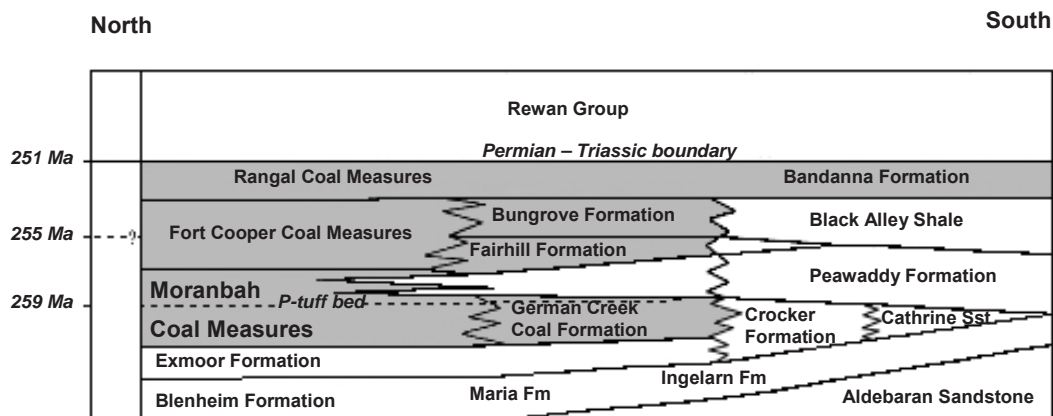 North
South
Rewan Group
251 Ma
Permian – Triassic boundary
Rangal Coal Measures
Bandanna Formation
Bungrove Formation
Black Alley Shale
Fort Cooper Coal Measures
255 Ma
?
Fairhill Formation
Peawaddy Formation
Moranbah
P-tuff bed
259 Ma
German Creek
Coal Formation
Crocker
Formation
Cathrine Sst
Coal Measures
Exmoor Formation
Ingelarn Fm
Maria Fm
Blenheim Formation
Aldebaran Sandstone